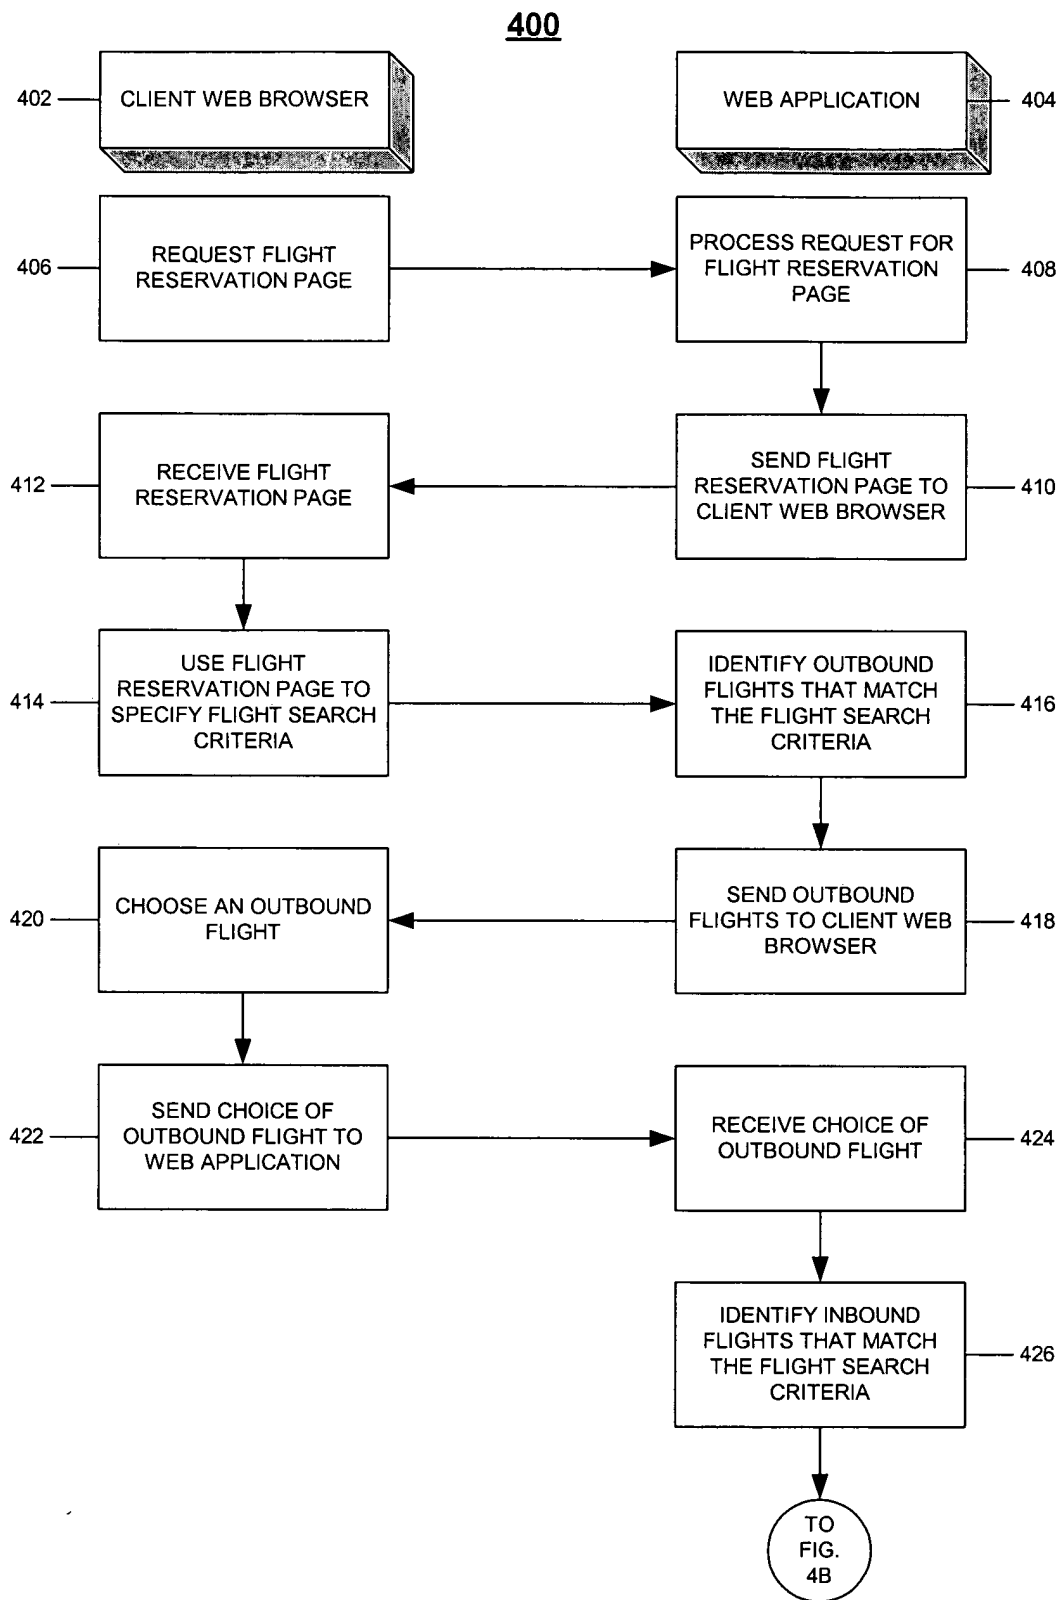 400
402
CLIENT WEB BROWSER
WEB APPLICATION
404
406
REQUEST FLIGHT
RESERVATION PAGE
PROCESS REQUEST FOR
FLIGHT RESERVATION
PAGE
408
412
RECEIVE FLIGHT
RESERVATION PAGE
SEND FLIGHT
RESERVATION PAGE TO
CLIENT WEB BROWSER
410
414
USE FLIGHT
RESERVATION PAGE TO
SPECIFY FLIGHT SEARCH
CRITERIA
IDENTIFY OUTBOUND
FLIGHTS THAT MATCH
THE FLIGHT SEARCH
CRITERIA
416
420
CHOOSE AN OUTBOUND
FLIGHT
SEND OUTBOUND
FLIGHTS TO CLIENT WEB
BROWSER
418
422
SEND CHOICE OF
OUTBOUND FLIGHT TO
WEB APPLICATION
RECEIVE CHOICE OF
OUTBOUND FLIGHT
424
IDENTIFY INBOUND
FLIGHTS THAT MATCH
THE FLIGHT SEARCH
CRITERIA
426
TO
FIG.
4B